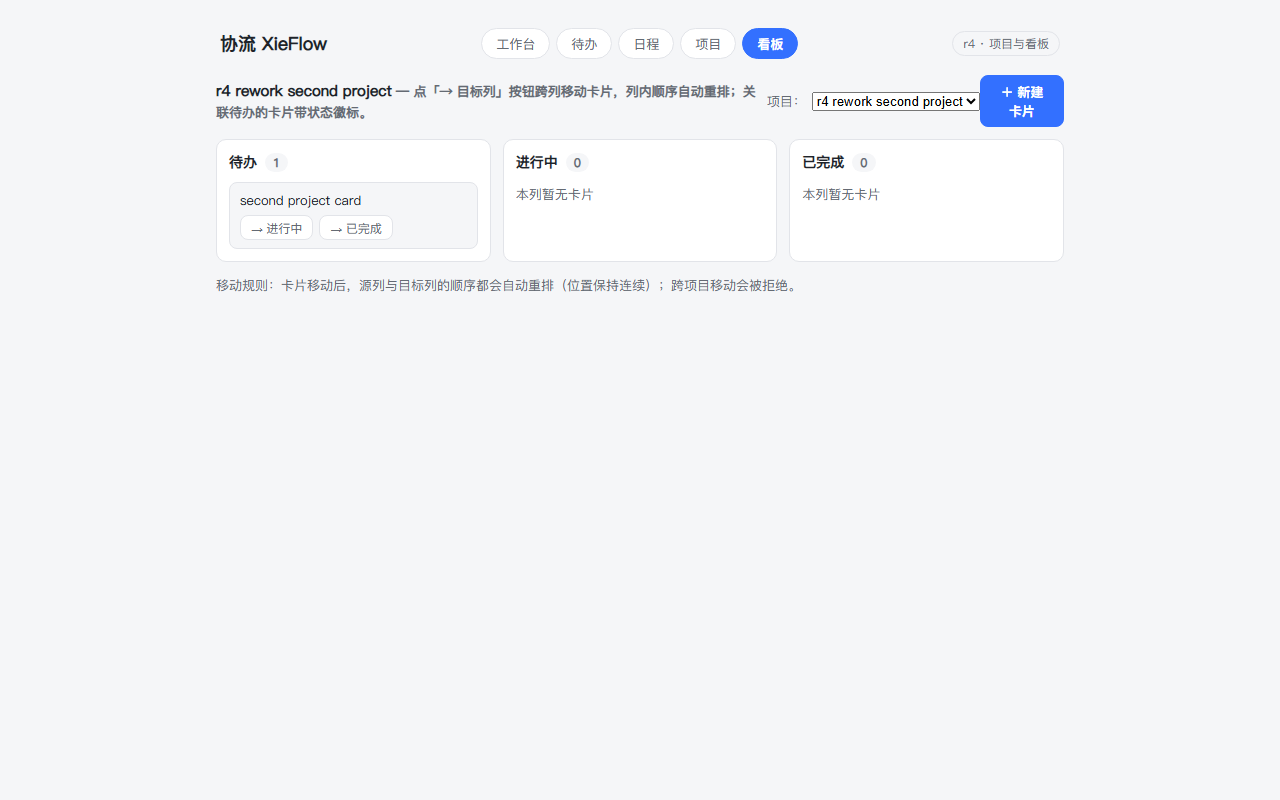 协流 XieFlow
工作台
待办
日程
项目
看板
r4 · 项目与看板
r4 rework second project — 点「→ 目标列」按钮跨列移动卡片，列内顺序自动重排；关
联待办的卡片带状态徽标。
项目：
r4 rework second project
＋ 新建
卡片
待办 1
second project card
→ 进行中
→ 已完成
进行中 0
本列暂无卡片
已完成 0
本列暂无卡片
移动规则：卡片移动后，源列与目标列的顺序都会自动重排（位置保持连续）；跨项目移动会被拒绝。